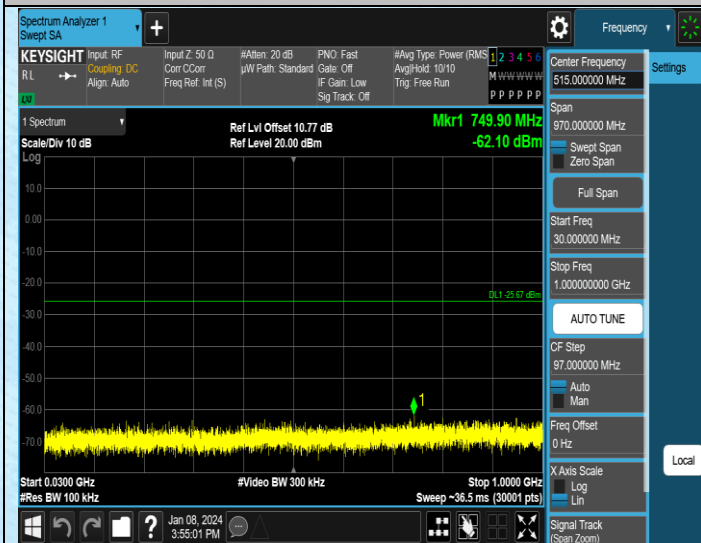 Spectrum Analyzer 1
Swept SA
+
Frequency
KEYSIGHT
RL
LXI
Input: RF
Coupling: DC
Align: Auto
Input Z: 50 Ω
Corr CCorr
Freq Ref: Int (S)
#Atten: 20 dB
µW Path: Standard
PNO: Fast
Gate: Off
IF Gain: Low
Sig Track: Off
#Avg Type: Power (RMS
Avg|Hold: 10/10
Trig: Free Run
1 2 3 4 5 6
M W W W W W
P P P P P P
1 Spectrum
Scale/Div 10 dB
Log
Ref Lvl Offset 10.77 dB
Ref Level 20.00 dBm
Mkr1 749.90 MHz
-62.10 dBm
10.0
0.00
-10.0
-20.0
DL1 -25.67 dBm
-30.0
-40.0
-50.0
-60.0
1
-70.0
Start 0.0300 GHz
#Res BW 100 kHz
#Video BW 300 kHz
Stop 1.0000 GHz
Sweep ~36.5 ms (30001 pts)
?
Jan 08, 2024
3:55:01 PM
Center Frequency
515.000000 MHz
Span
970.000000 MHz
Swept Span
Zero Span
Full Span
Start Freq
30.000000 MHz
Stop Freq
1.000000000 GHz
AUTO TUNE
CF Step
97.000000 MHz
Auto
Man
Freq Offset
0 Hz
X Axis Scale
Log
Lin
Signal Track
(Span Zoom)
Settings
Local